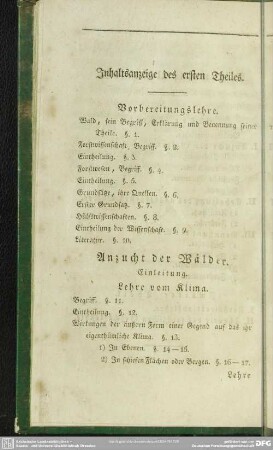 Inhaltsanzeige des ersten Theiles.
Vorbereitungslehre.
Wald, sein Begriff, Erklärung und Benennung seiner
Theile. §. 1.
Forstwissenschaft, Begriff. §. 2.
Eintheilung. §. 3.
Forstwesen, Begriff. §. 4.
Eintheilung. §. 5.
Grundsätze, ihre Quellen. §. 6.
Erster Grundsatz. §. 7.
Hülfswissenschaften. §. 8.
Eintheilung der Wissenschaft. §. 9.
Literatur. §. 10.
Anzucht der Wälder.
Einleitung.
Lehre vom Klima.
Begriff. §. 11.
Eintheilung. §. 12.
Wirkungen der äußeren Form einer Gegend auf das ihr
eigenthümliche Klima. §. 13.
1) In Ebenen. §. 14—15.
2) In schiefen Flächen oder Bergen. §. 16—17.
Lehre